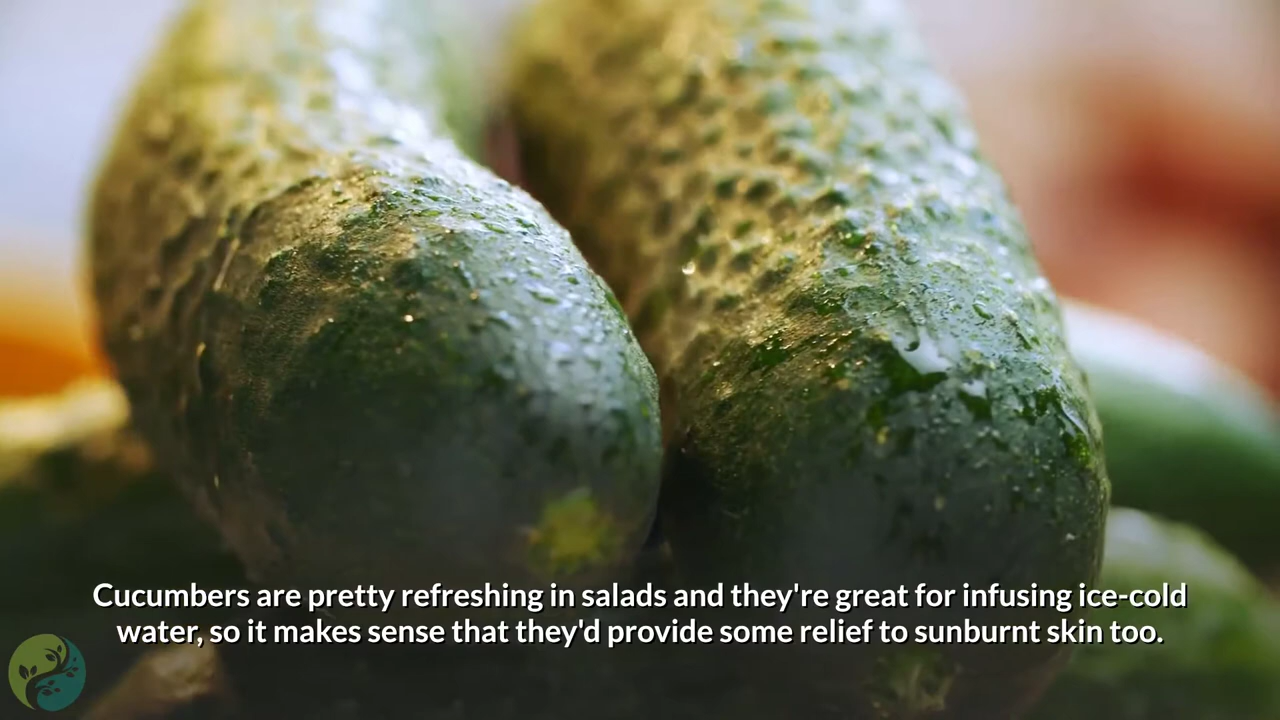 Cucumbers are pretty refreshing in salads and they're great for infusing ice-cold
water, so it makes sense that they'd provide some relief to sunburnt skin too.